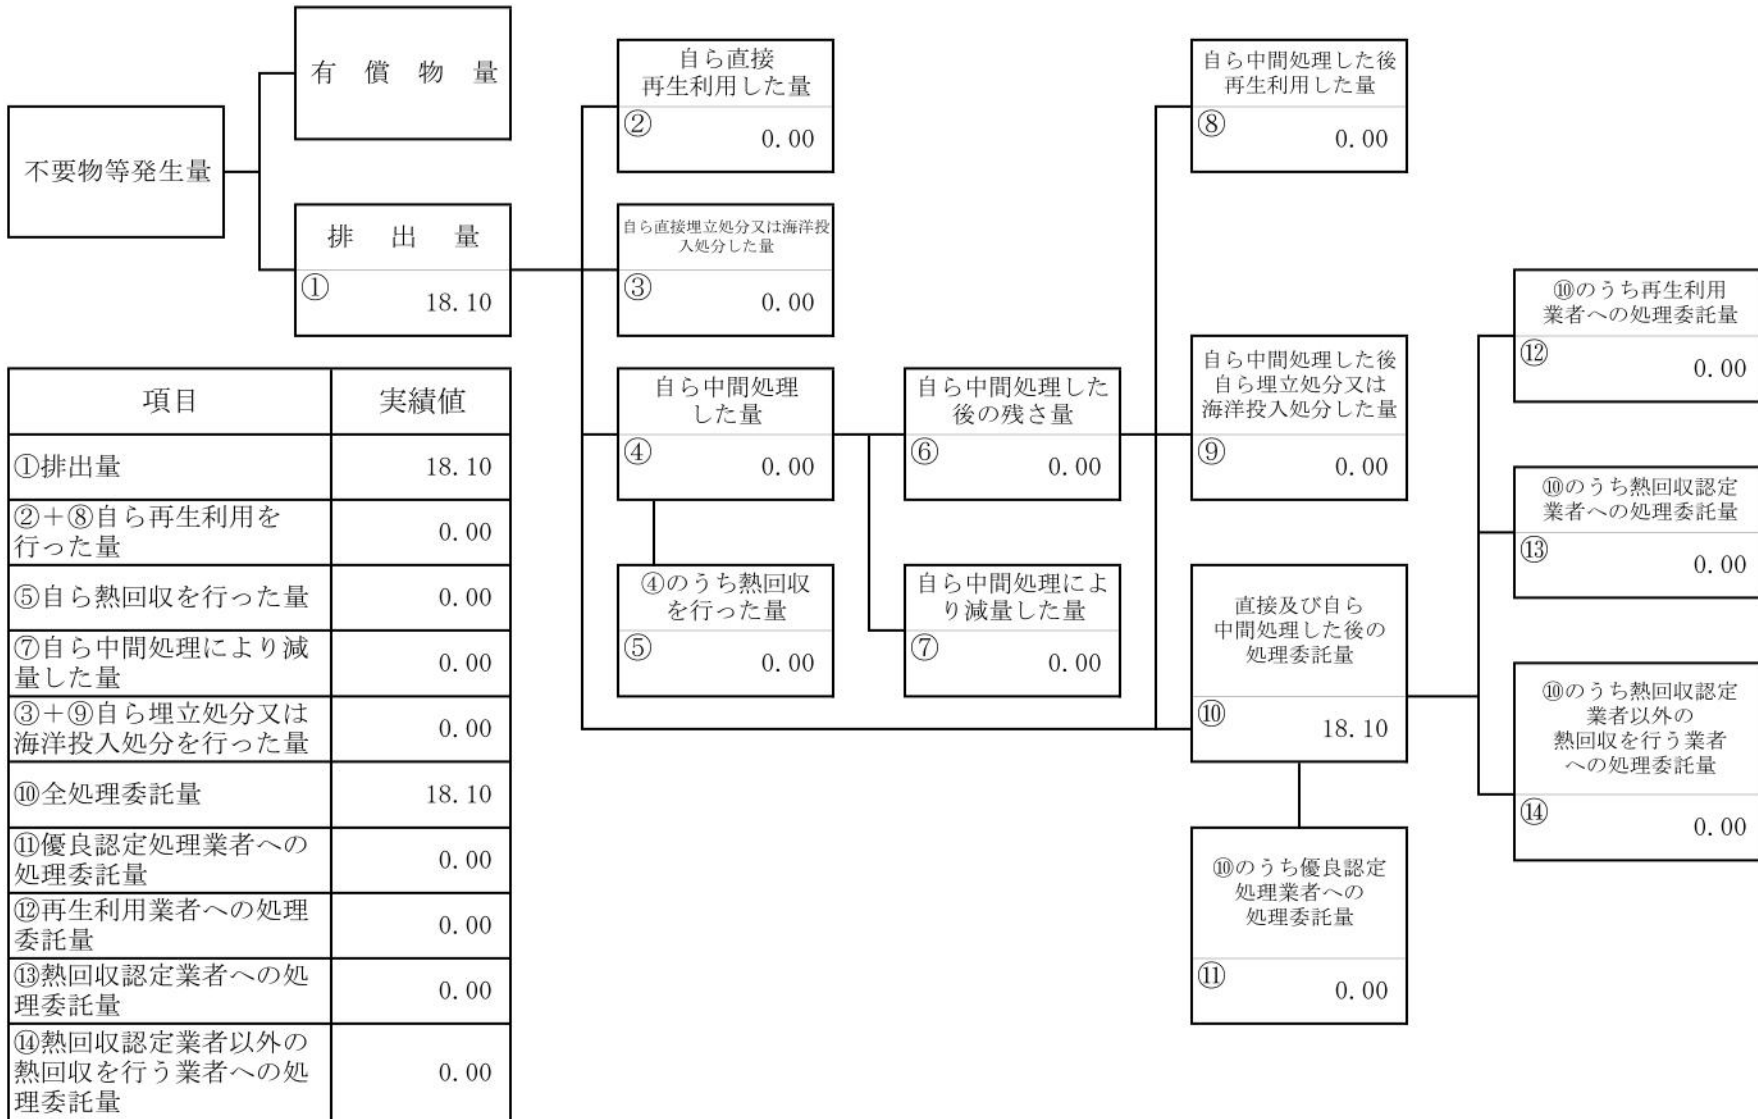 不要物等発生量
有　償　物　量
排　出　量
①
18.10
自ら直接
再生利用した量
②
0.00
自ら直接埋立処分又は海洋投
入処分した量
③
0.00
自ら中間処理
した量
④
0.00
④のうち熱回収
を行った量
⑤
0.00
自ら中間処理した
後の残さ量
⑥
0.00
自ら中間処理によ
り減量した量
⑦
0.00
自ら中間処理した後
再生利用した量
⑧
0.00
自ら中間処理した後
自ら埋立処分又は
海洋投入処分した量
⑨
0.00
直接及び自ら
中間処理した後の
処理委託量
⑩
18.10
⑩のうち優良認定
処理業者への
処理委託量
⑪
0.00
⑩のうち再生利用
業者への処理委託量
⑫
0.00
⑩のうち熱回収認定
業者への処理委託量
⑬
0.00
⑩のうち熱回収認定
業者以外の
熱回収を行う業者
への処理委託量
⑭
0.00
項目 実績値
①排出量 18.10
②＋⑧自ら再生利用を
行った量 0.00
⑤自ら熱回収を行った量 0.00
⑦自ら中間処理により減
量した量 0.00
③＋⑨自ら埋立処分又は
海洋投入処分を行った量 0.00
⑩全処理委託量 18.10
⑪優良認定処理業者への
処理委託量 0.00
⑫再生利用業者への処理
委託量 0.00
⑬熱回収認定業者への処
理委託量 0.00
⑭熱回収認定業者以外の
熱回収を行う業者への処
理委託量 0.00